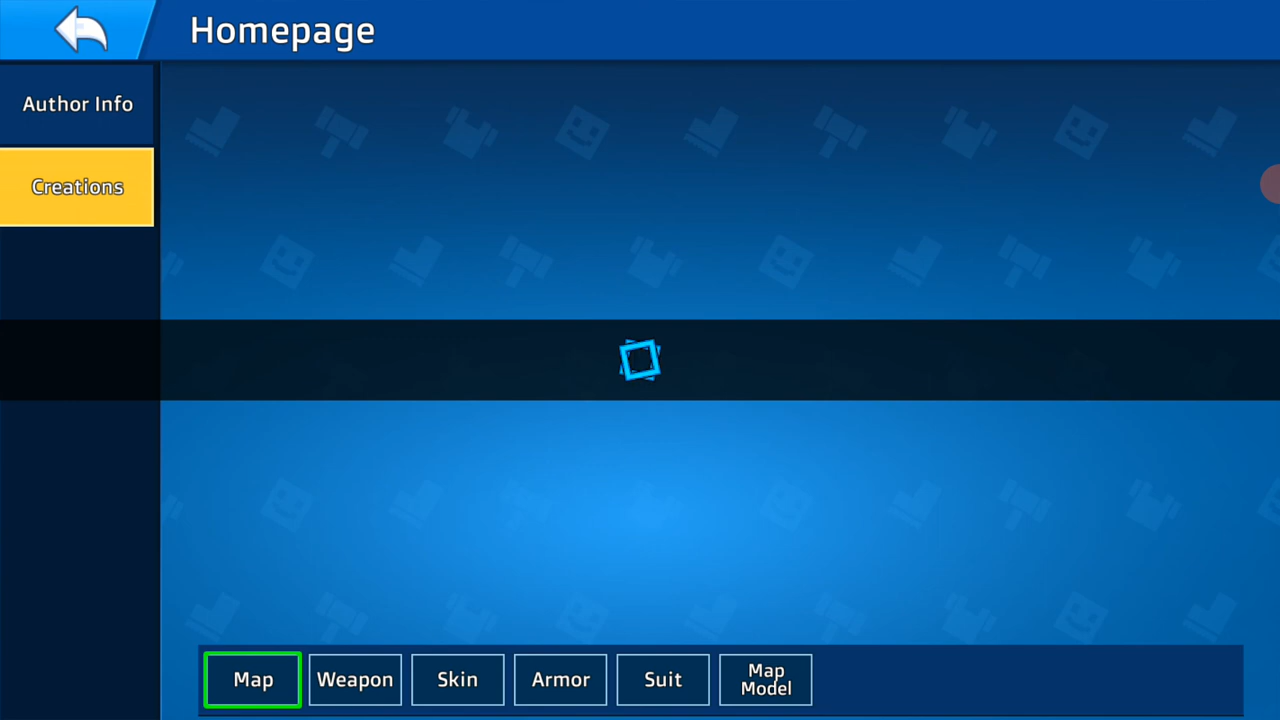 Homepage
Author Info
Creations
Map
Weapon
Skin
Armor
Suit
Map
Model